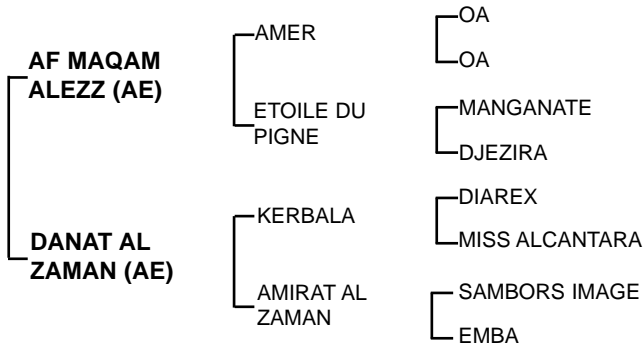 AF MAQAM
ALEZZ (AE)
DANAT AL
ZAMAN (AE)
AMER
ETOILE DU
PIGNE
KERBALA
AMIRAT AL
ZAMAN
OA
OA
MANGANATE
DJEZIRA
DIAREX
MISS ALCANTARA
SAMBORS IMAGE
EMBA